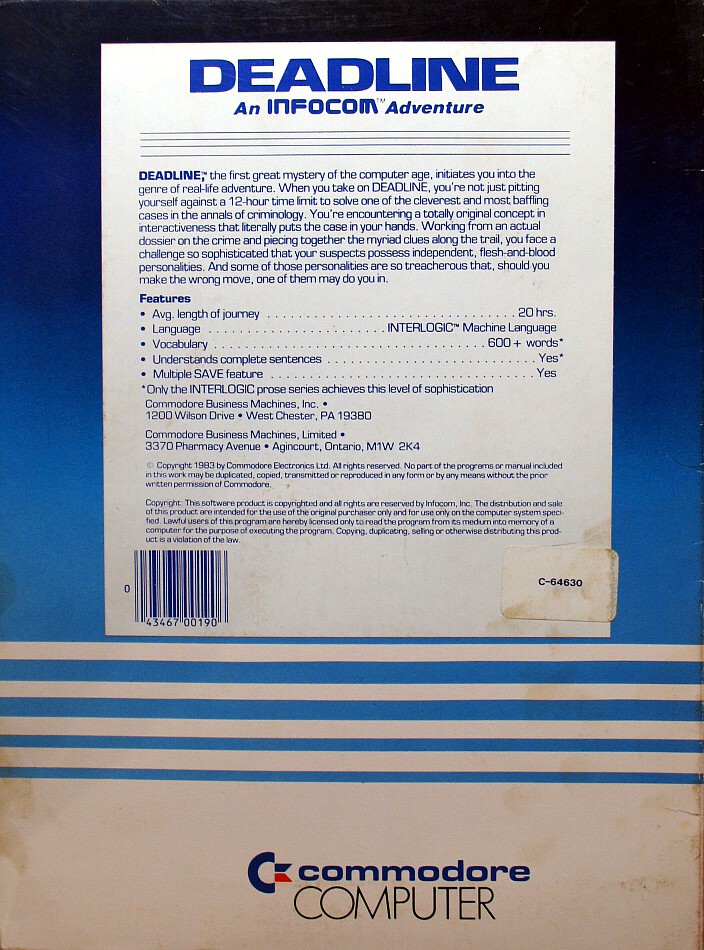 DEADLINE
An INFOCOM™ Adventure
DEADLINE,™ the first great mystery of the computer age, initiates you into the
genre of real-life adventure. When you take on DEADLINE, you're not just pitting
yourself against a 12-hour time limit to solve one of the cleverest and most baffling
cases in the annals of criminology. You're encountering a totally original concept in
interactiveness that literally puts the case in your hands. Working from an actual
dossier on the crime and piecing together the myriad clues along the trail, you face a
challenge so sophisticated that your suspects possess independent, flesh-and-blood
personalities. And some of those personalities are so treacherous that, should you
make the wrong move, one of them may do you in.
Features
• Avg. length of journey . . . . . . . . . . . . . . . . . . . . . . . . . . . . . . . . 20 hrs.
• Language . . . . . . . . . . . . . . . . . . . . . . . INTERLOGIC™ Machine Language
• Vocabulary . . . . . . . . . . . . . . . . . . . . . . . . . . . . . . . . . . . 600+ words*
• Understands complete sentences . . . . . . . . . . . . . . . . . . . . . . . . . . . Yes*
• Multiple SAVE feature . . . . . . . . . . . . . . . . . . . . . . . . . . . . . . . . . . Yes
*Only the INTERLOGIC prose series achieves this level of sophistication
Commodore Business Machines, Inc. •
1200 Wilson Drive • West Chester, PA 19380
Commodore Business Machines, Limited •
3370 Pharmacy Avenue • Agincourt, Ontario, M1W 2K4
© Copyright 1983 by Commodore Electronics Ltd. All rights reserved. No part of the programs or manual included
in this work may be duplicated, copied, transmitted or reproduced in any form or by any means without the prior
written permission of Commodore.
Copyright: This software product is copyrighted and all rights are reserved by Infocom, Inc. The distribution and sale
of this product are intended for the use of the original purchaser only and for use only on the computer system speci-
fied. Lawful users of this program are hereby licensed only to read the program from its medium into memory of a
computer for the purpose of executing the program. Copying, duplicating, selling or otherwise distributing this prod-
uct is a violation of the law.
C-64630
0 43467 00190
commodore
COMPUTER